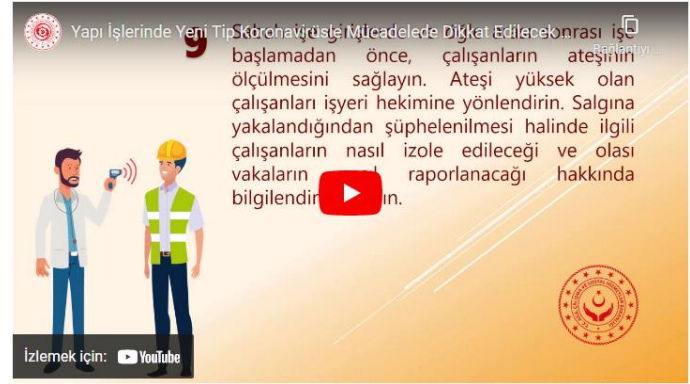 Yapı İşlerinde Yeni Tip Koronavirüsle Mücadelede Dikkat Edilecek ...
Bağlantıyı ...
9
başlamadan önce, çalışanların ateşinin
ölçülmesini sağlayın. Ateşi yüksek olan
çalışanları işyeri hekimine yönlendirin. Salgına
yakalandığından şüphelenilmesi halinde ilgili
çalışanların nasıl izole edileceği ve olası
vakaların raporlanacağı hakkında
İzlemek için: YouTube